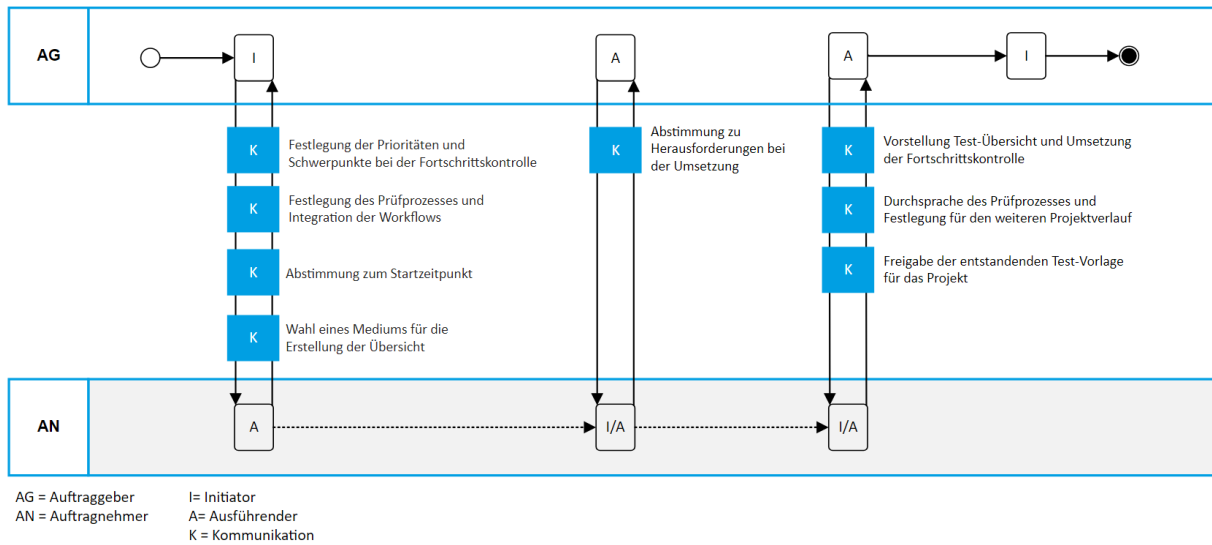 AG
I
A
A
I
K
Festlegung der Prioritäten und
Schwerpunkte bei der Fortschrittskontrolle
K
Festlegung des Prüfprozesses und
Integration der Workflows
K
Abstimmung zum Startzeitpunkt
K
Wahl eines Mediums für die
Erstellung der Übersicht
K
Abstimmung zu
Herausforderungen bei
der Umsetzung
K
Vorstellung Test-Übersicht und Umsetzung
der Fortschrittskontrolle
K
Durchsprache des Prüfprozesses und
Festlegung für den weiteren Projektverlauf
K
Freigabe der entstandenden Test-Vorlage
für das Projekt
AN
A
I/A
I/A
AG = Auftraggeber
AN = Auftragnehmer
I= Initiator
A= Ausführender
K = Kommunikation